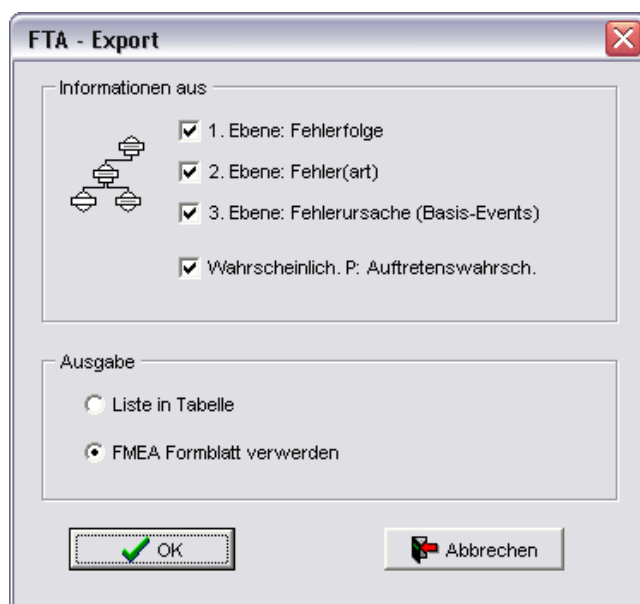 FTA - Export
Informationen aus
1. Ebene: Fehlerfolge
2. Ebene: Fehler(art)
3. Ebene: Fehlerursache (Basis-Events)
Wahrscheinlich. P: Auftretenswahrsch.
Ausgabe
Liste in Tabelle
FMEA Formblatt verwerden
OK
Abbrechen